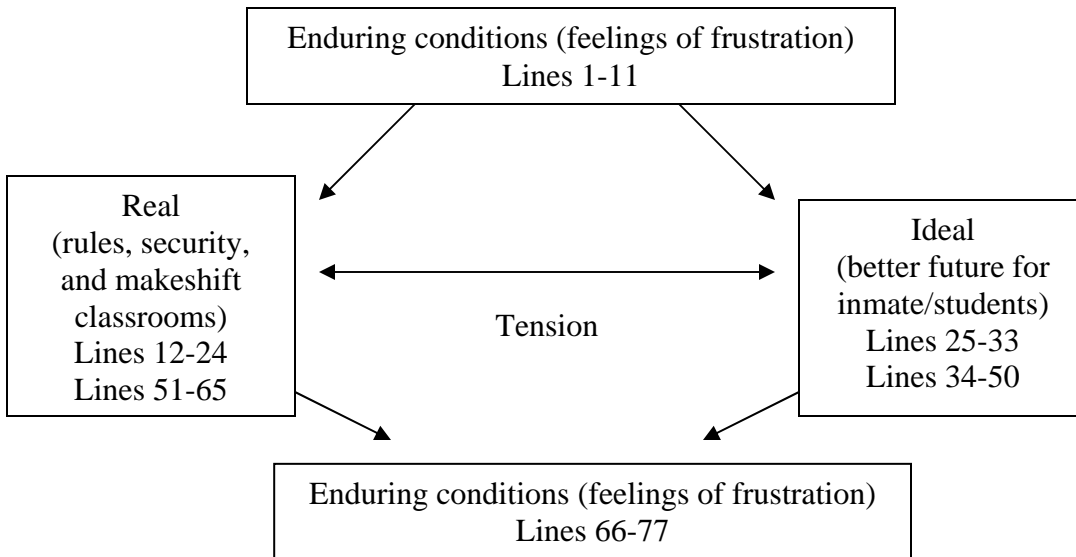 Enduring conditions (feelings of frustration)
Lines 1-11
Real
(rules, security,
and makeshift
classrooms)
Lines 12-24
Lines 51-65
Tension
Ideal
(better future for
inmate/students)
Lines 25-33
Lines 34-50
Enduring conditions (feelings of frustration)
Lines 66-77